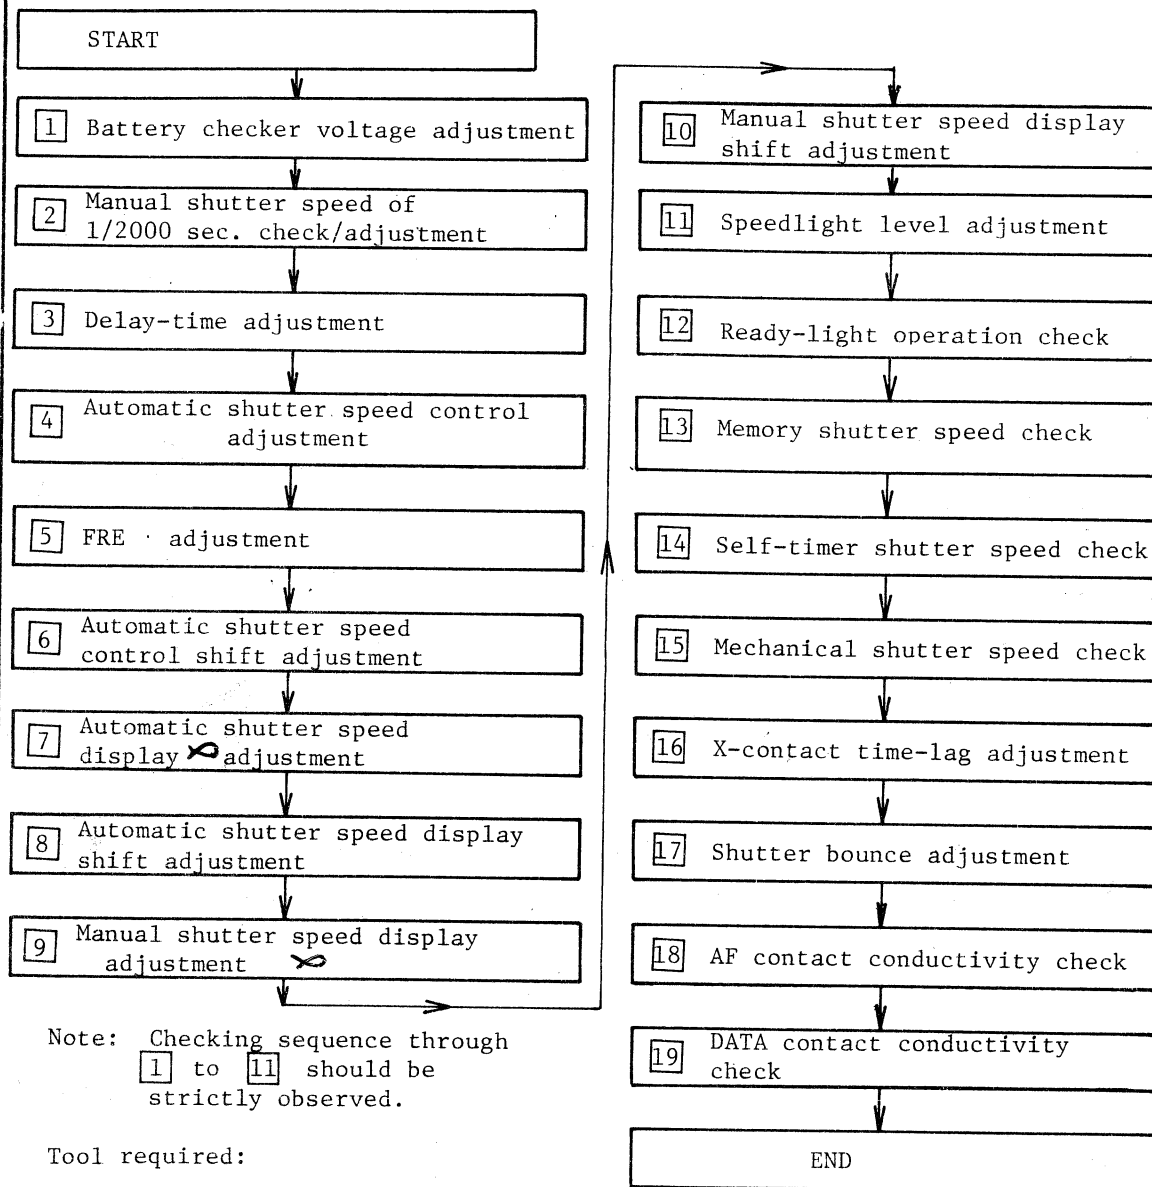 START
1 Battery checker voltage adjustment
2 Manual shutter speed of
1/2000 sec. check/adjustment
3 Delay-time adjustment
4 Automatic shutter speed control
adjustment
5 FRE · adjustment
6 Automatic shutter speed
control shift adjustment
7 Automatic shutter speed
display adjustment
8 Automatic shutter speed display
shift adjustment
9 Manual shutter speed display
adjustment
Note: Checking sequence through
1 to 11 should be
strictly observed.
Tool required:
10 Manual shutter speed display
shift adjustment
11 Speedlight level adjustment
12 Ready-light operation check
13 Memory shutter speed check
14 Self-timer shutter speed check
15 Mechanical shutter speed check
16 X-contact time-lag adjustment
17 Shutter bounce adjustment
18 AF contact conductivity check
19 DATA contact conductivity
check
END